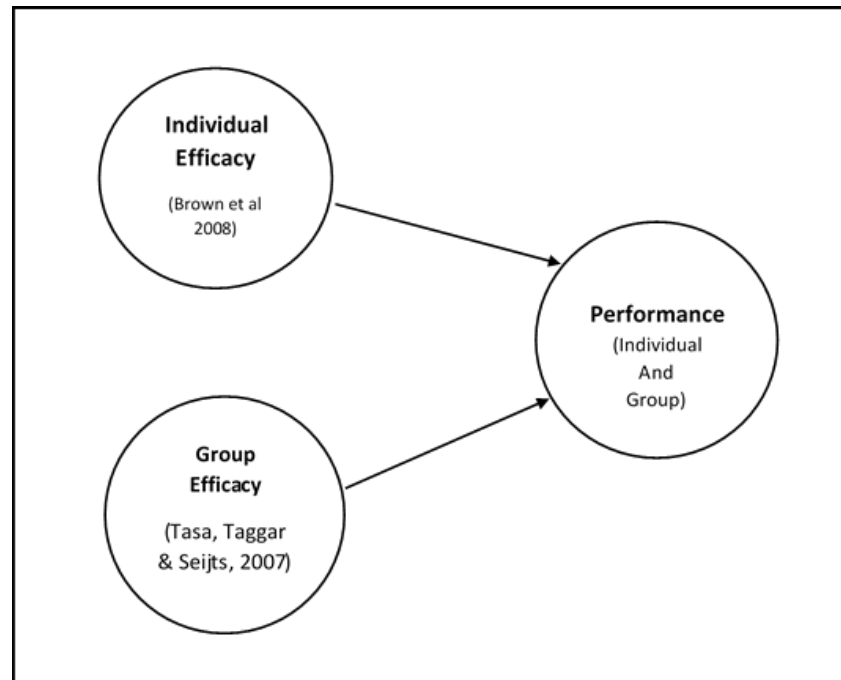 Individual
Efficacy
(Brown et al
2008)
Performance
(Individual
And
Group)
Group
Efficacy
(Tasa, Taggar
& Seijts, 2007)